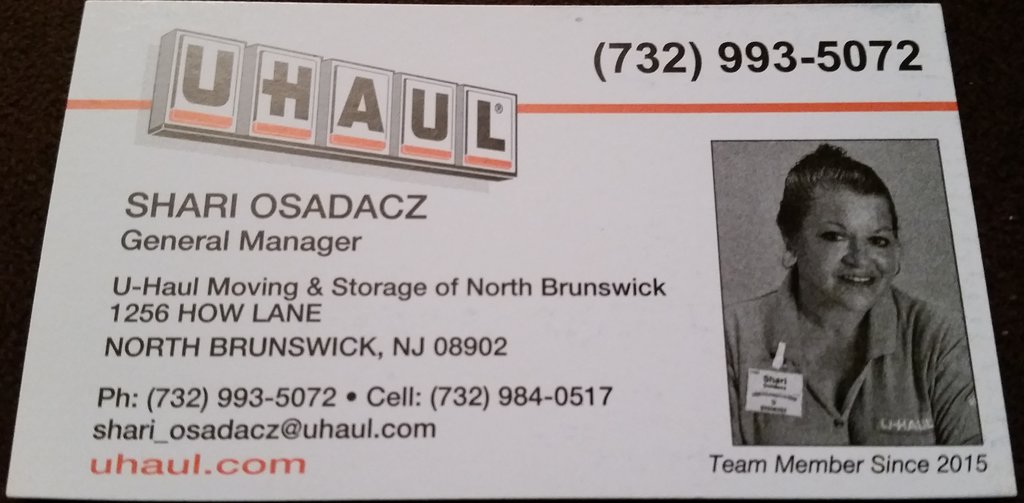 UHAUL®
(732) 993-5072
SHARI OSADACZ
General Manager
U-Haul Moving & Storage of North Brunswick
1256 HOW LANE
NORTH BRUNSWICK, NJ 08902
Ph: (732) 993-5072 • Cell: (732) 984-0517
shari_osadacz@uhaul.com
uhaul.com
Shari
U-HAUL
Team Member Since 2015